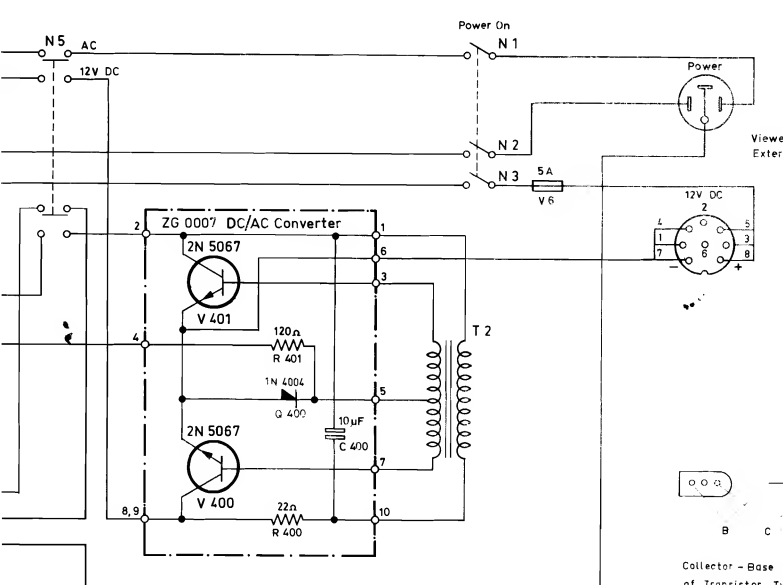 Power On
N 5
AC
N 1
12V DC
Power
N 2
Viewe
Exter
5 A
N 3
V 6
12V DC
2
4
5
1
6
3
7
8
−
+
ZG 0007 DC/AC Converter
2
1
2N 5067
6
3
V 401
T 2
4
120Ω
R 401
1N 4004
5
Q 400
10µF
C 400
2N 5067
7
V 400
8,9
22Ω
10
R 400
B
C
Collector – Base
of Transistor